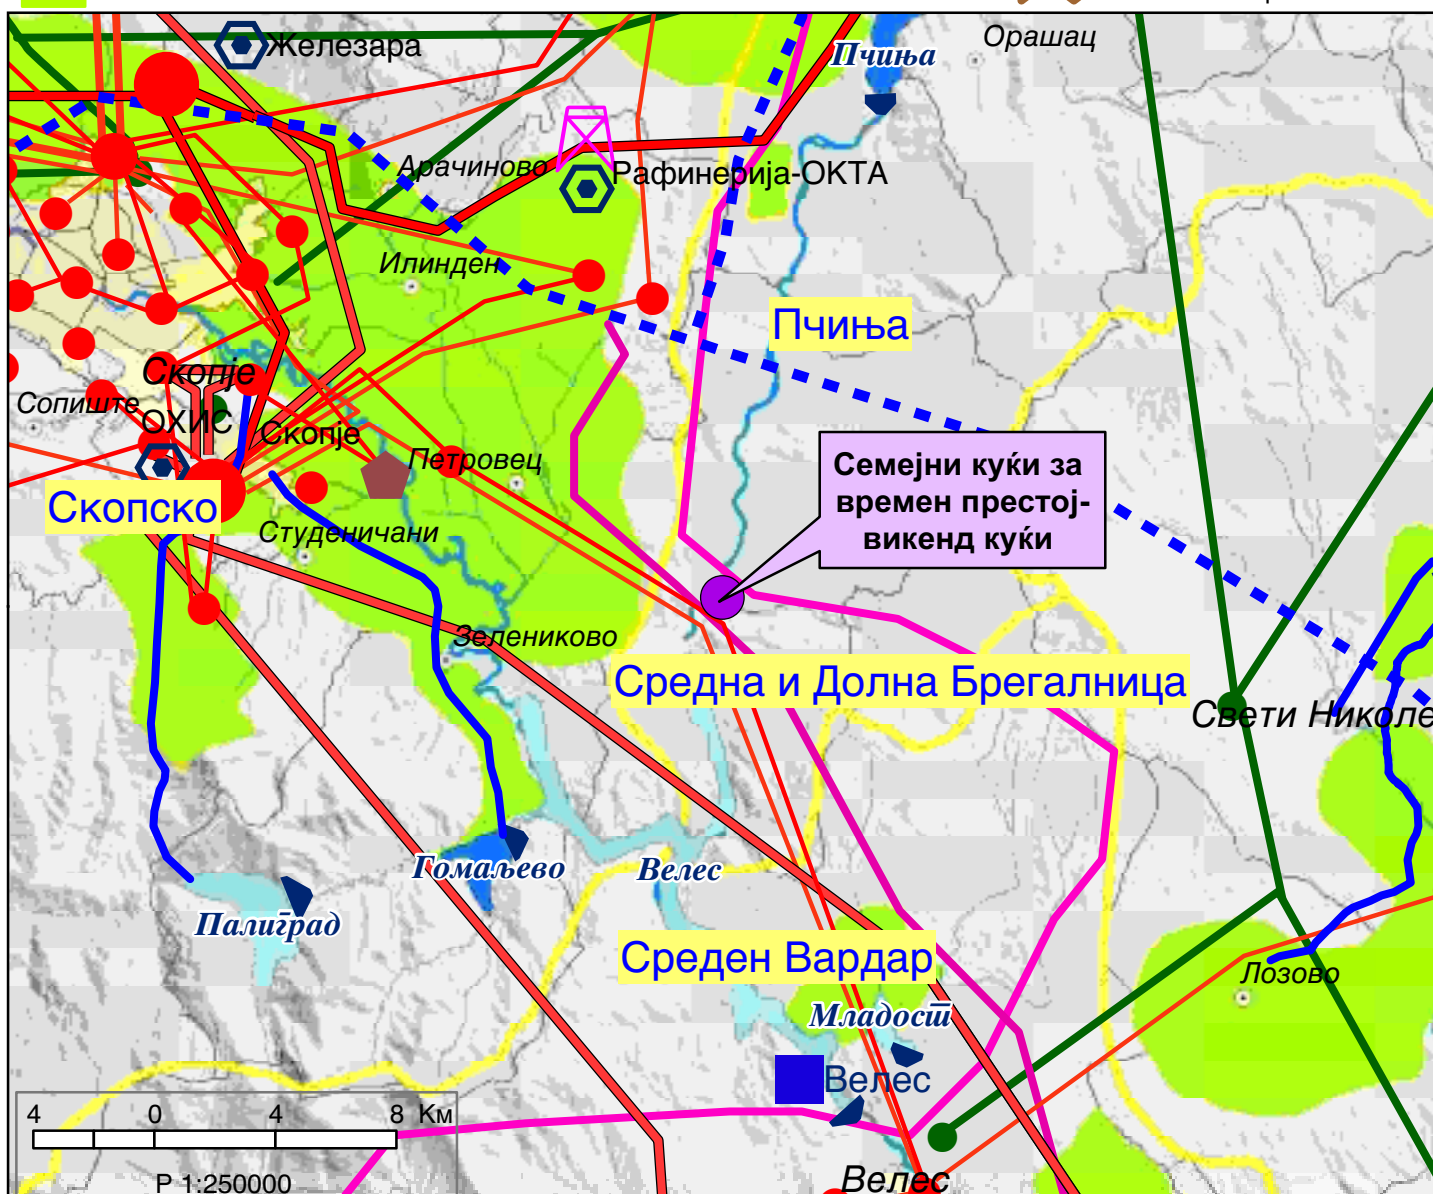 Орашац
Железара
Пчиња
Арачиново
Рафинерија-ОКТА
Илинден
Пчиња
Скопје
Сопиште
ОХИС
Скопје
Петровец
Семејни куќи за
времен престој-
викенд куќи
Скопско
Студеничани
Зелениково
Средна и Долна Брегалница
Свети Николе
Гомаљево
Велес
Палиград
Среден Вардар
Лозово
Младост
Велес
4 0 4 8 Км
Р 1:250000
Велес